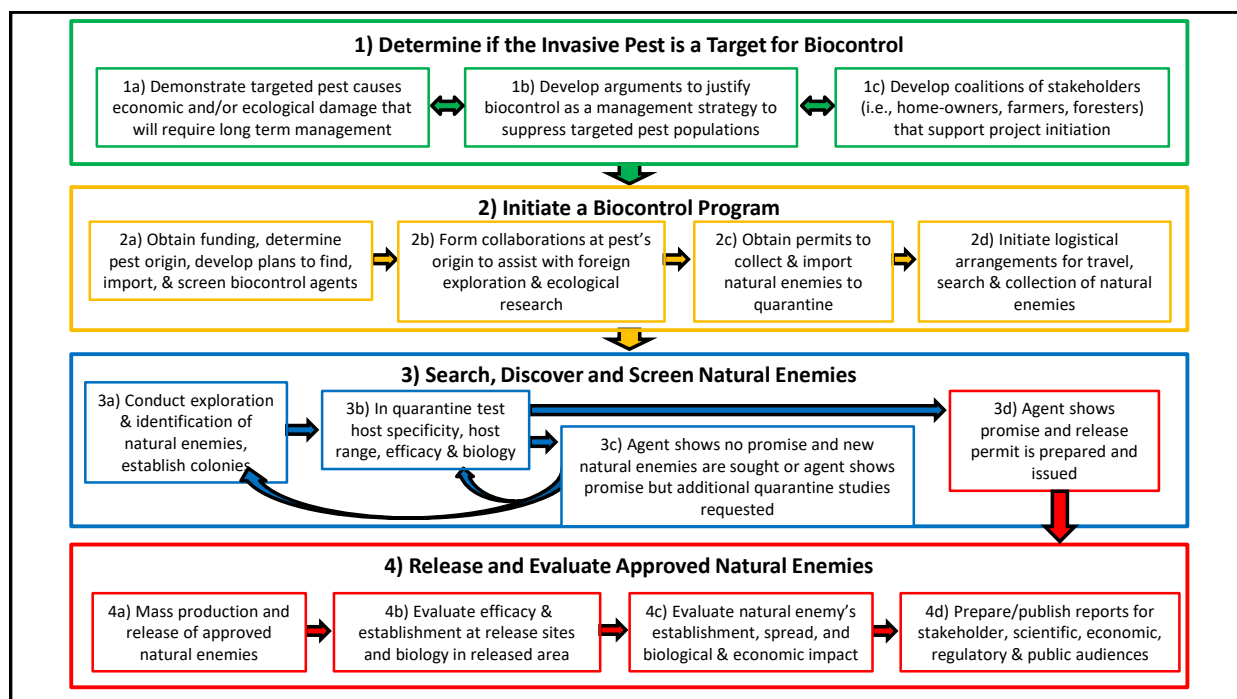 1) Determine if the Invasive Pest is a Target for Biocontrol
1a) Demonstrate targeted pest causes
economic and/or ecological damage that
will require long term management
1b) Develop arguments to justify
biocontrol as a management strategy to
suppress targeted pest populations
1c) Develop coalitions of stakeholders
(i.e., home-owners, farmers, foresters)
that support project initiation
2) Initiate a Biocontrol Program
2a) Obtain funding, determine
pest origin, develop plans to find,
import, & screen biocontrol agents
2b) Form collaborations at pest's
origin to assist with foreign
exploration & ecological
research
2c) Obtain permits to
collect & import
natural enemies to
quarantine
2d) Initiate logistical
arrangements for travel,
search & collection of natural
enemies
3) Search, Discover and Screen Natural Enemies
3a) Conduct exploration
& identification of
natural enemies,
establish colonies
3b) In quarantine test
host specificity, host
range, efficacy & biology
3c) Agent shows no promise and new
natural enemies are sought or agent shows
promise but additional quarantine studies
requested
3d) Agent shows
promise and release
permit is prepared and
issued
4) Release and Evaluate Approved Natural Enemies
4a) Mass production and
release of approved
natural enemies
4b) Evaluate efficacy &
establishment at release sites
and biology in released area
4c) Evaluate natural enemy's
establishment, spread, and
biological & economic impact
4d) Prepare/publish reports for
stakeholder, scientific, economic,
regulatory & public audiences